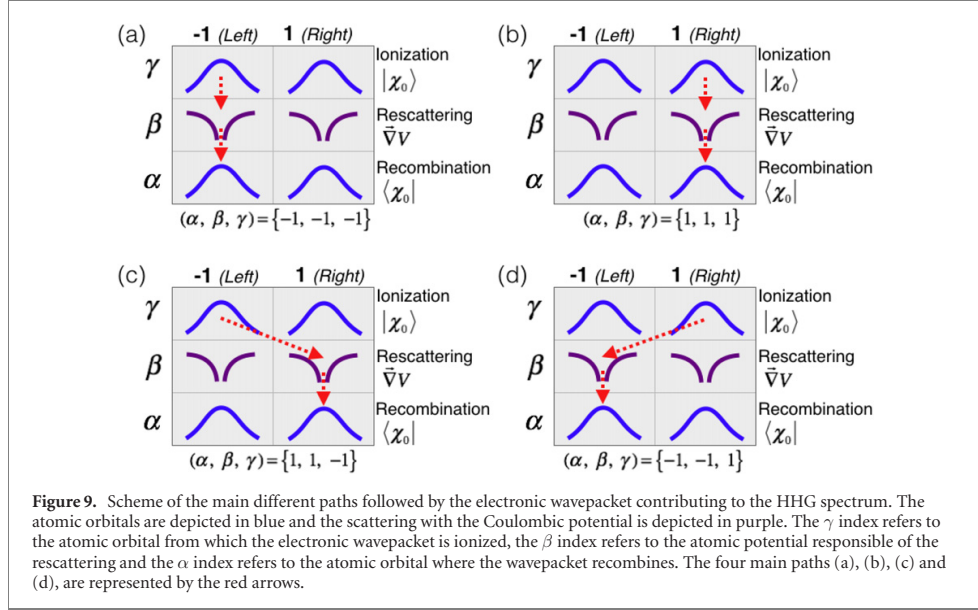 (a) -1 (Left) 1 (Right)
γ Ionization
|χ₀⟩
β Rescattering
∇⃗V
α Recombination
⟨χ₀|
(α, β, γ)={−1, −1, −1}
(b) -1 (Left) 1 (Right)
γ Ionization
|χ₀⟩
β Rescattering
∇⃗V
α Recombination
⟨χ₀|
(α, β, γ)={1, 1, 1}
(c) -1 (Left) 1 (Right)
γ Ionization
|χ₀⟩
β Rescattering
∇⃗V
α Recombination
⟨χ₀|
(α, β, γ)={1, 1, −1}
(d) -1 (Left) 1 (Right)
γ Ionization
|χ₀⟩
β Rescattering
∇⃗V
α Recombination
⟨χ₀|
(α, β, γ)={−1, −1, 1}
Figure 9. Scheme of the main different paths followed by the electronic wavepacket contributing to the HHG spectrum. The
atomic orbitals are depicted in blue and the scattering with the Coulombic potential is depicted in purple. The γ index refers to
the atomic orbital from which the electronic wavepacket is ionized, the β index refers to the atomic potential responsible of the
rescattering and the α index refers to the atomic orbital where the wavepacket recombines. The four main paths (a), (b), (c) and
(d), are represented by the red arrows.